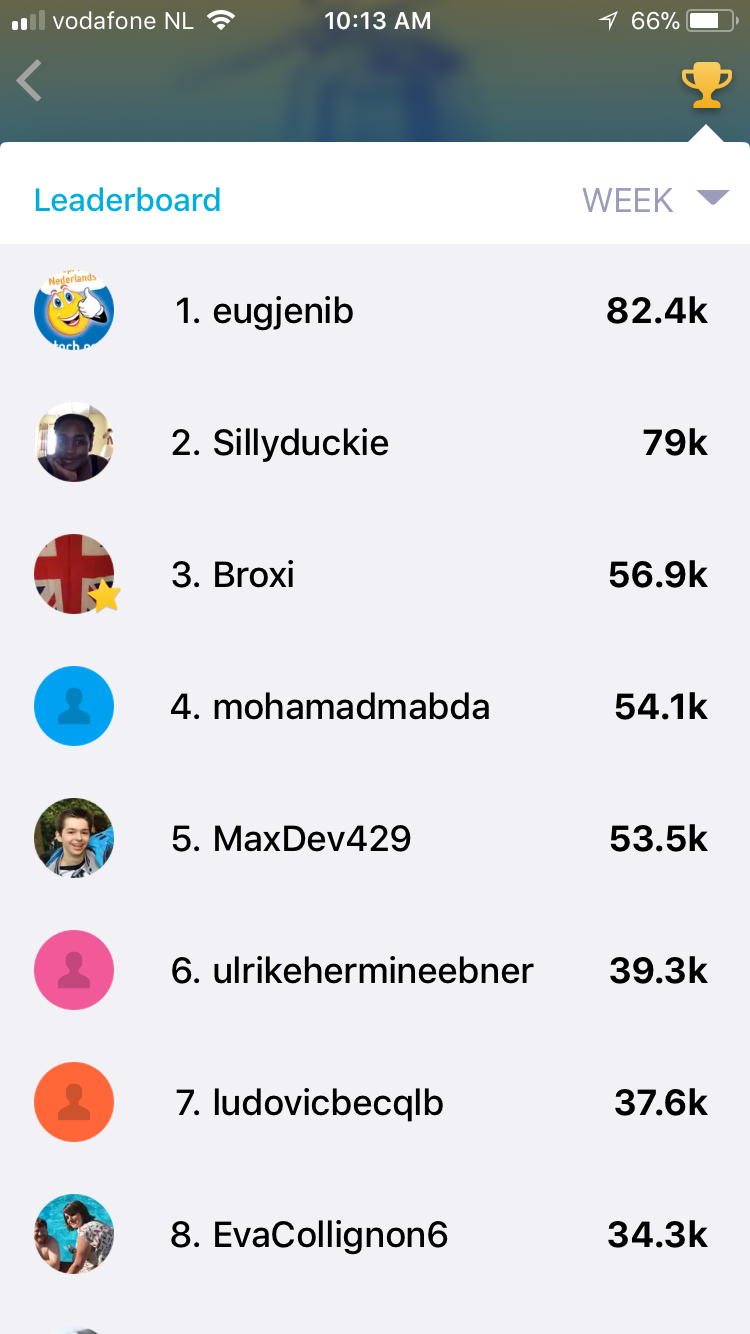 vodafone NL 10:13 AM 66%
Leaderboard WEEK
Nederlands
1. eugjenib 82.4k
2. Sillyduckie 79k
3. Broxi 56.9k
4. mohamadmabda 54.1k
5. MaxDev429 53.5k
6. ulrikehermineebner 39.3k
7. ludovicbecqlb 37.6k
8. EvaCollignon6 34.3k